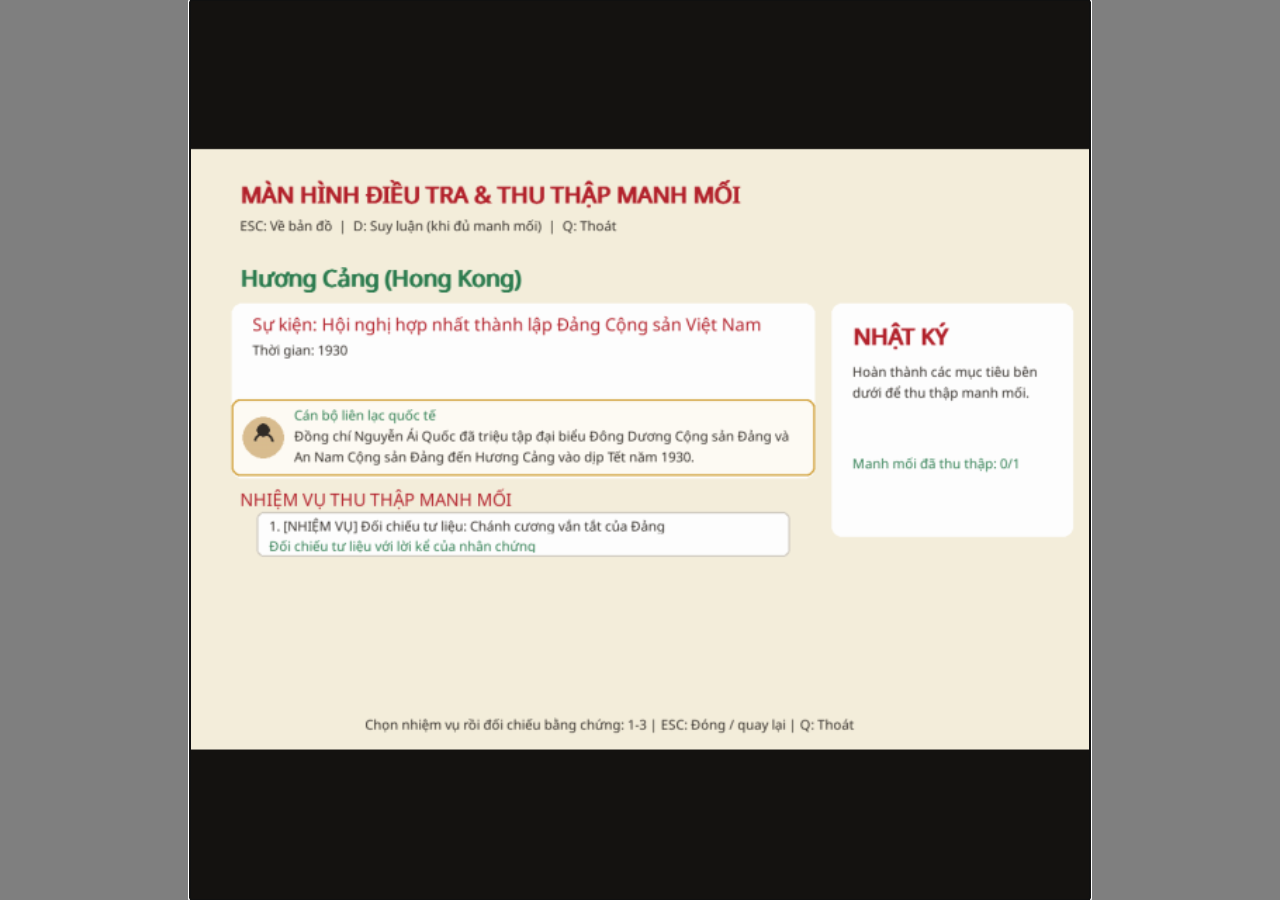 MÀN HÌNH ĐIỀU TRA & THU THẬP MANH MỐI
ESC: Về bản đồ | D: Suy luận (khi đủ manh mối) | Q: Thoát
Hương Cảng (Hong Kong)
Sự kiện: Hội nghị hợp nhất thành lập Đảng Cộng sản Việt Nam
Thời gian: 1930
Cán bộ liên lạc quốc tế
Đồng chí Nguyễn Ái Quốc đã triệu tập đại biểu Đông Dương Cộng sản Đảng và
An Nam Cộng sản Đảng đến Hương Cảng vào dịp Tết năm 1930.
NHIỆM VỤ THU THẬP MANH MỐI
1. [NHIỆM VỤ] Đối chiếu tư liệu: Chánh cương vắn tắt của Đảng
Đối chiếu tư liệu với lời kể của nhân chứng
NHẬT KÝ
Hoàn thành các mục tiêu bên
dưới để thu thập manh mối.
Manh mối đã thu thập: 0/1
Chọn nhiệm vụ rồi đối chiếu bằng chứng: 1-3 | ESC: Đóng / quay lại | Q: Thoát